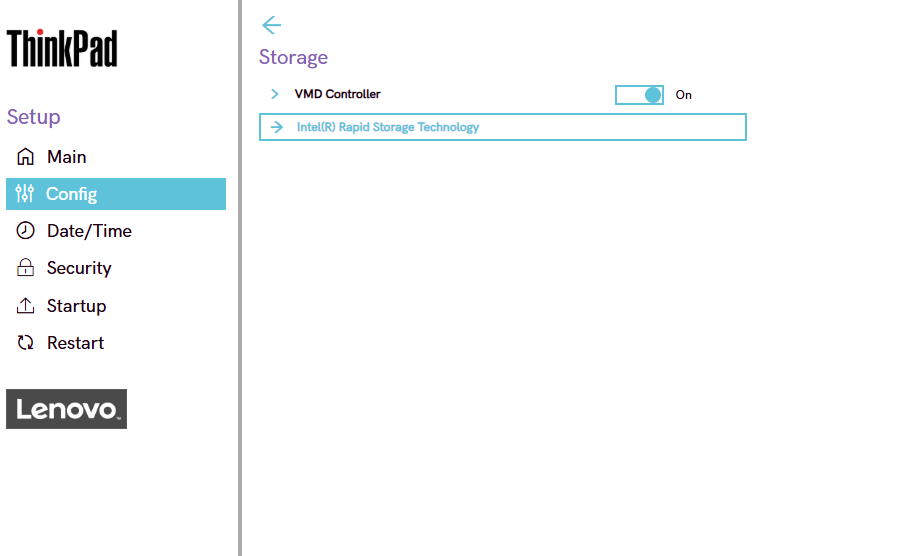 ThinkPad
Setup
Main
Config
Date/Time
Security
Startup
Restart
Lenovo
Storage
VMD Controller On
Intel(R) Rapid Storage Technology